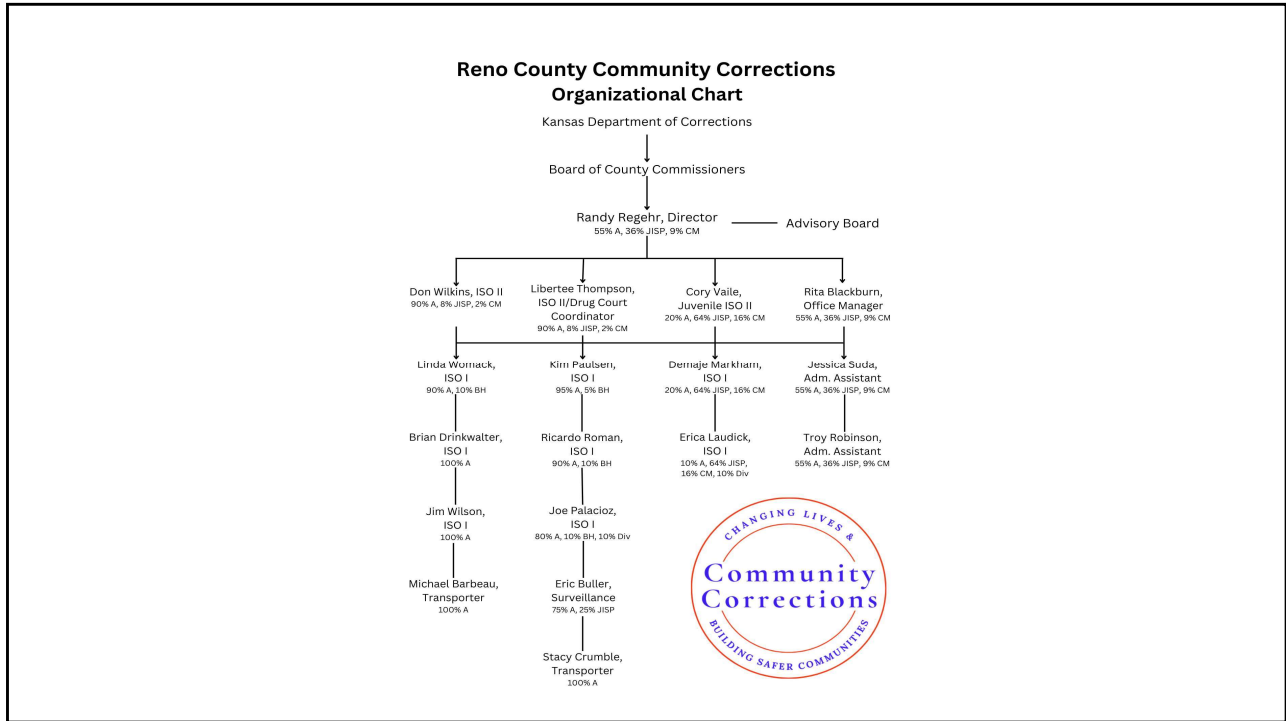 Reno County Community Corrections
Organizational Chart
Kansas Department of Corrections
Board of County Commissioners
Randy Regehr, Director
55% A, 36% JISP, 9% CM
Advisory Board
Don Wilkins, ISO II
90% A, 8% JISP, 2% CM
Libertee Thompson,
ISO II/Drug Court
Coordinator
90% A, 8% JISP, 2% CM
Cory Vaile,
Juvenile ISO II
20% A, 64% JISP, 16% CM
Rita Blackburn,
Office Manager
55% A, 36% JISP, 9% CM
Linda Womack,
ISO I
90% A, 10% BH
Kim Paulsen,
ISO I
95% A, 5% BH
Demaje Markham,
ISO I
20% A, 64% JISP, 16% CM
Jessica Suda,
Adm. Assistant
55% A, 36% JISP, 9% CM
Brian Drinkwalter,
ISO I
100% A
Ricardo Roman,
ISO I
90% A, 10% BH
Erica Laudick,
ISO I
10% A, 64% JISP,
16% CM, 10% Div
Troy Robinson,
Adm. Assistant
55% A, 36% JISP, 9% CM
Jim Wilson,
ISO I
100% A
Joe Palacioz,
ISO I
80% A, 10% BH, 10% Div
Michael Barbeau,
Transporter
100% A
Eric Buller,
Surveillance
75% A, 25% JISP
Stacy Crumble,
Transporter
100% A
CHANGING LIVES &
Community
Corrections
BUILDING SAFER COMMUNITIES